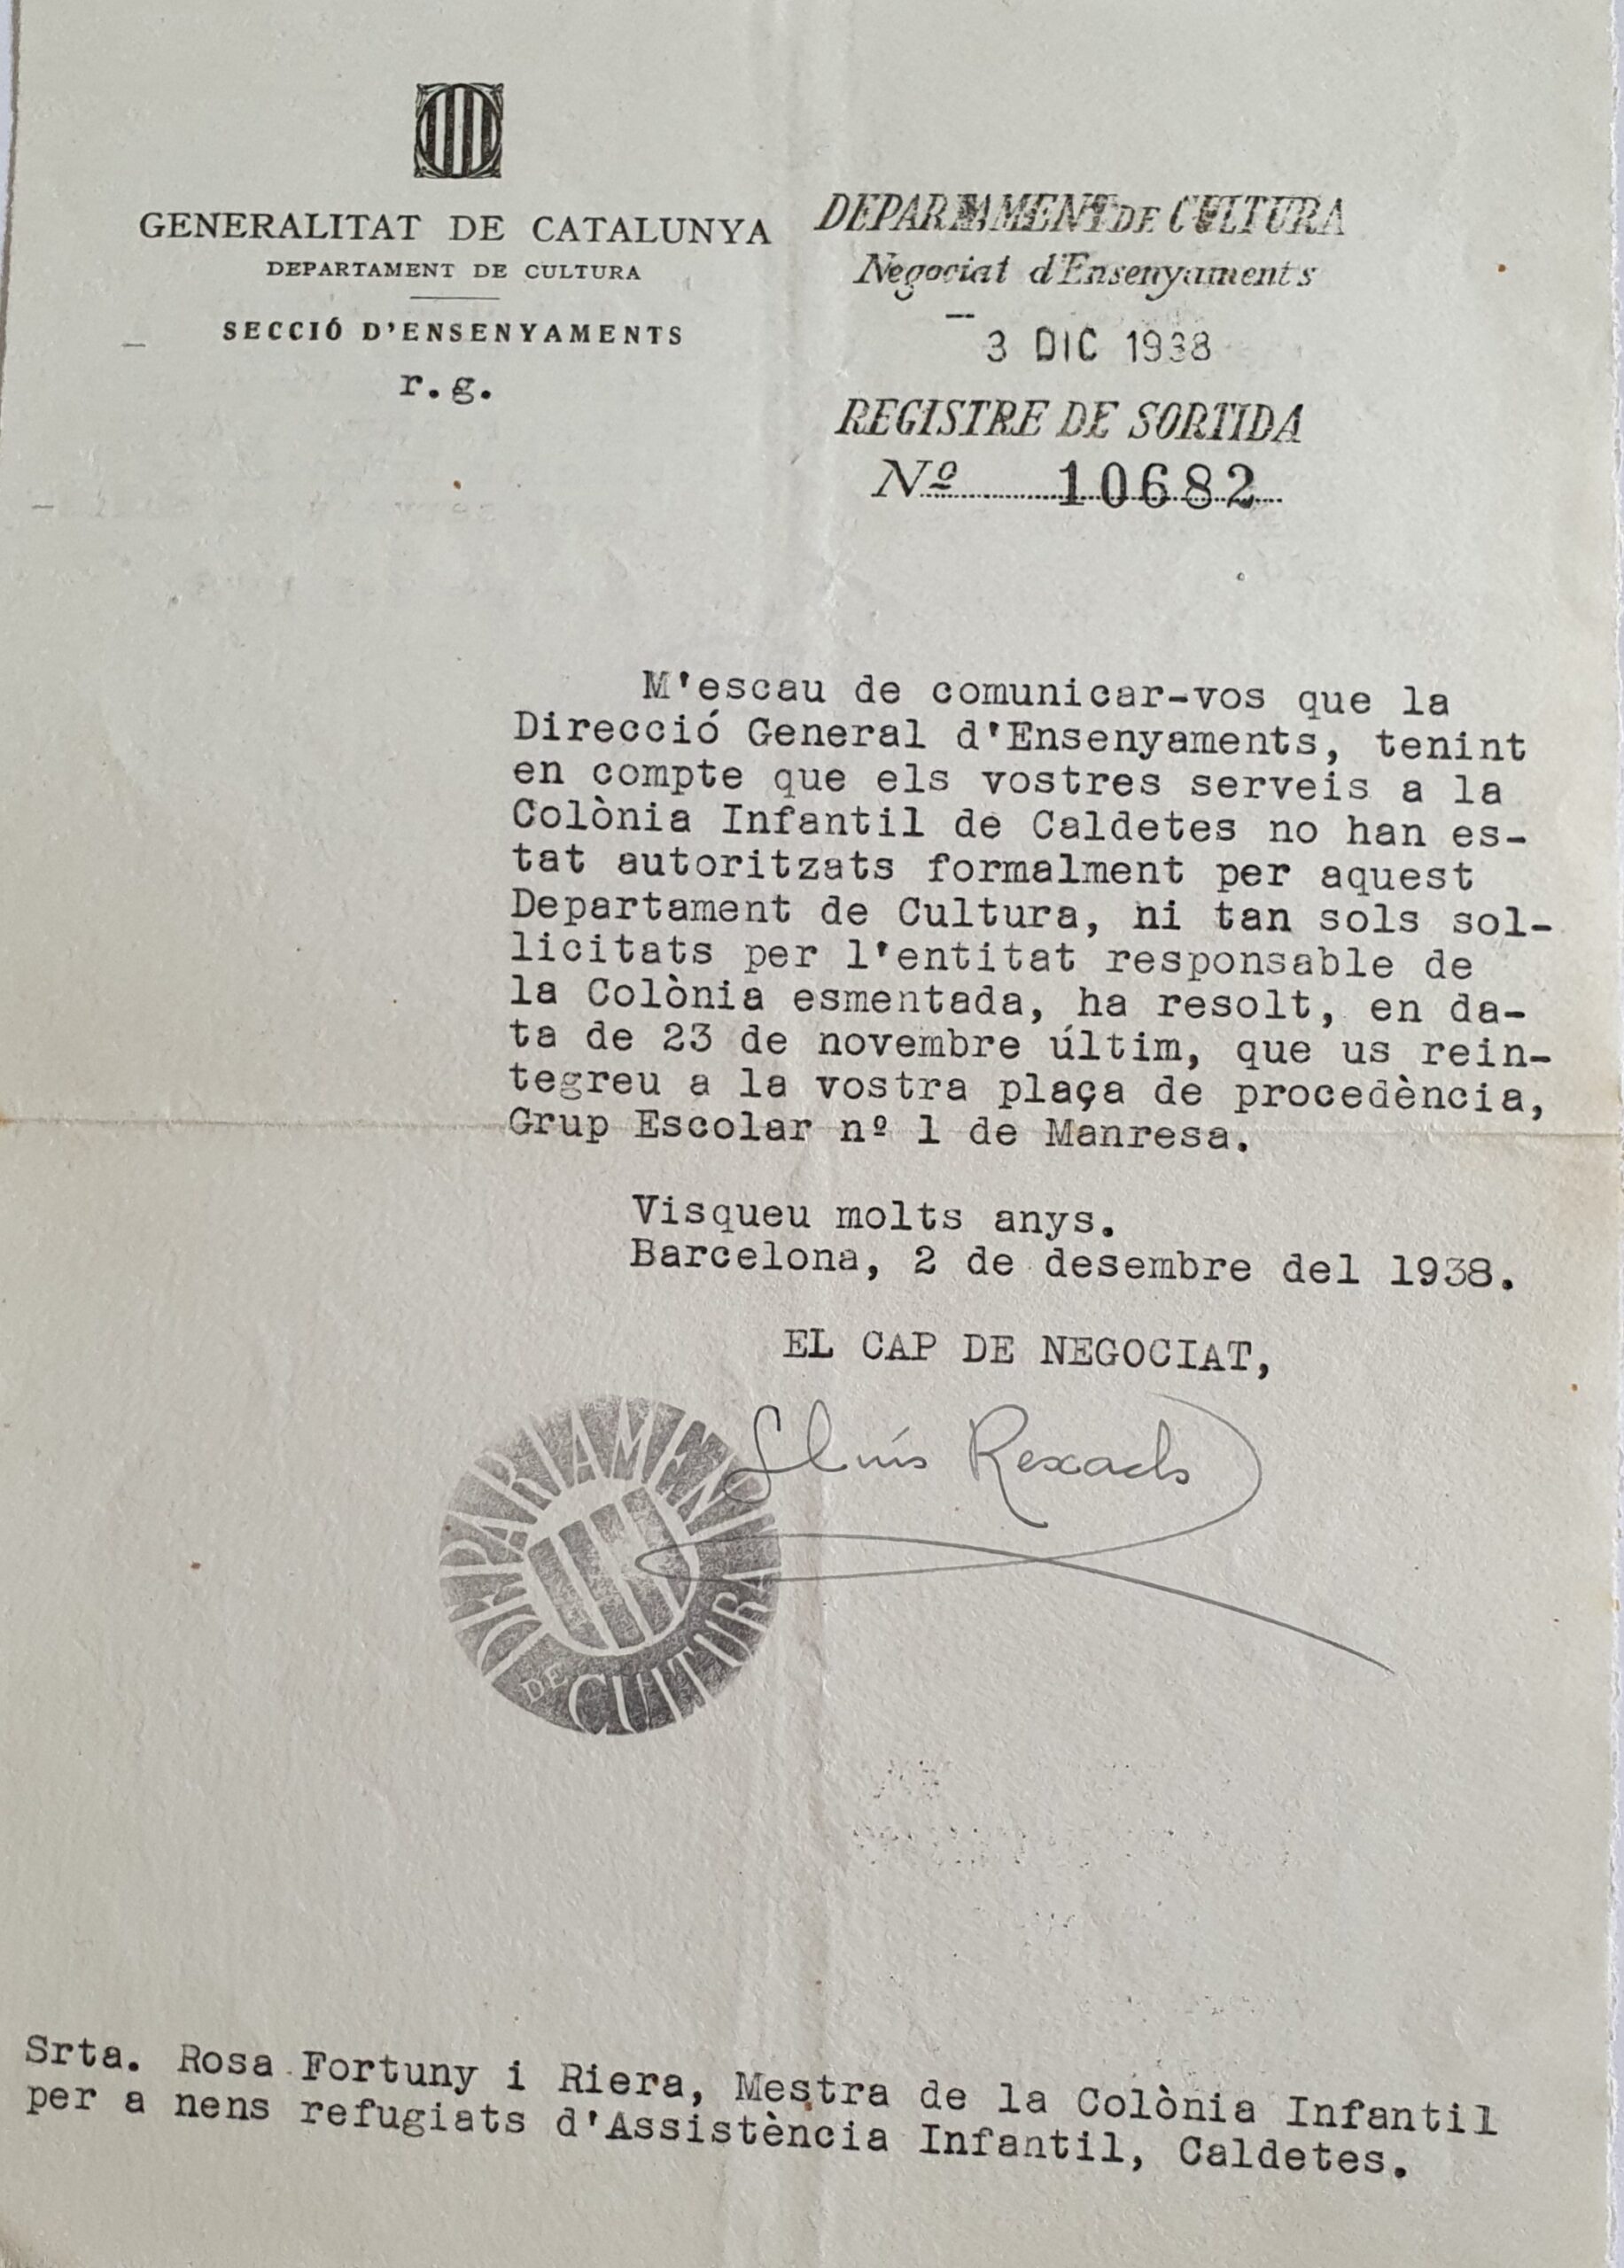 GENERALITAT DE CATALUNYA
DEPARTAMENT DE CULTURA
SECCIÓ D'ENSENYAMENTS
r.g.
DEPARTAMENT DE CULTURA
Negociat d'Ensenyaments
3 DIC 1938
REGISTRE DE SORTIDA
Nº 10682
M'escau de comunicar-vos que la
Direcció General d'Ensenyaments, tenint
en compte que els vostres serveis a la
Colònia Infantil de Caldetes no han es-
tat autoritzats formalment per aquest
Departament de Cultura, ni tan sols sol-
licitats per l'entitat responsable de
la Colònia esmentada, ha resolt, en da-
ta de 23 de novembre últim, que us rein-
tegreu a la vostra plaça de procedència,
Grup Escolar nº 1 de Manresa.
Visqueu molts anys.
Barcelona, 2 de desembre del 1938.
EL CAP DE NEGOCIAT,
Lluís Rexachs
DEPARTAMENT
DE CULTURA
Srta. Rosa Fortuny i Riera, Mestra de la Colònia Infantil
per a nens refugiats d'Assistència Infantil, Caldetes.